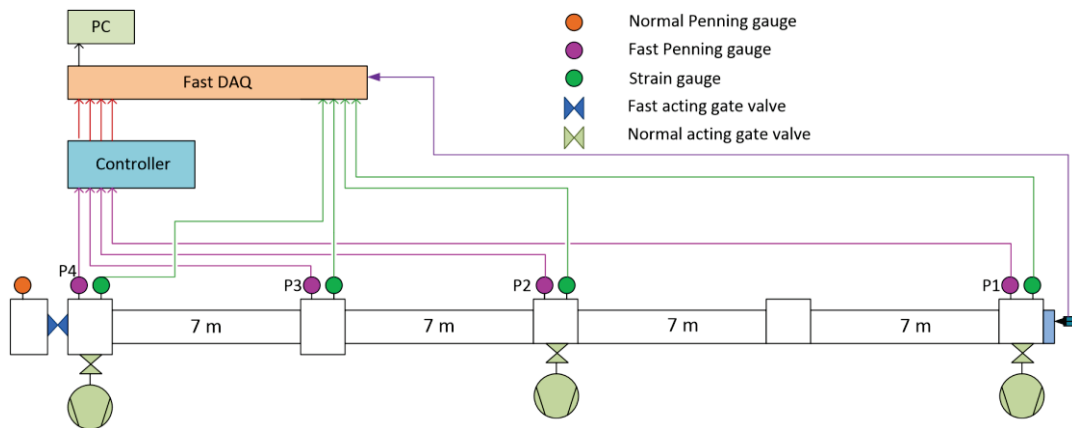 PC
Fast DAQ
Controller
Normal Penning gauge
Fast Penning gauge
Strain gauge
Fast acting gate valve
Normal acting gate valve
P4
P3
P2
P1
7 m
7 m
7 m
7 m